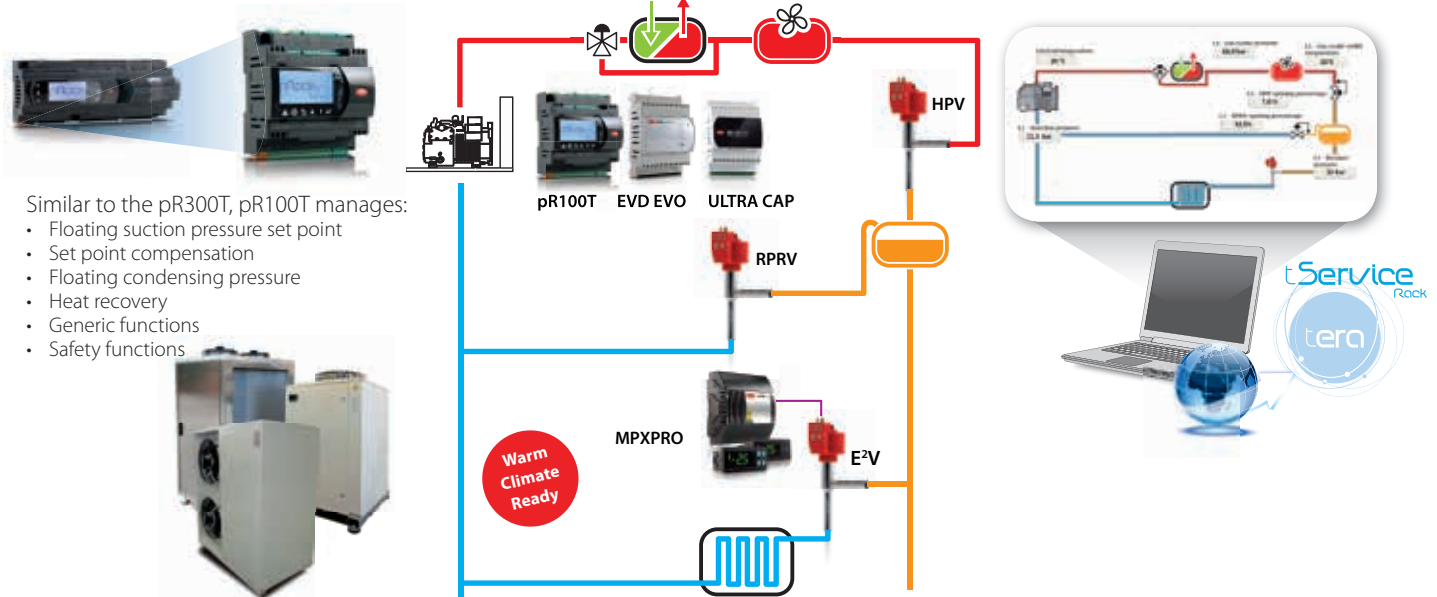 Similar to the pR300T, pR100T manages:
• Floating suction pressure set point
• Set point compensation
• Floating condensing pressure
• Heat recovery
• Generic functions
• Safety functions
HPV
pR100T
EVD EVO
ULTRA CAP
RPRV
MPXPRO
E²V
Warm
Climate
Ready
tService
Rack
tera